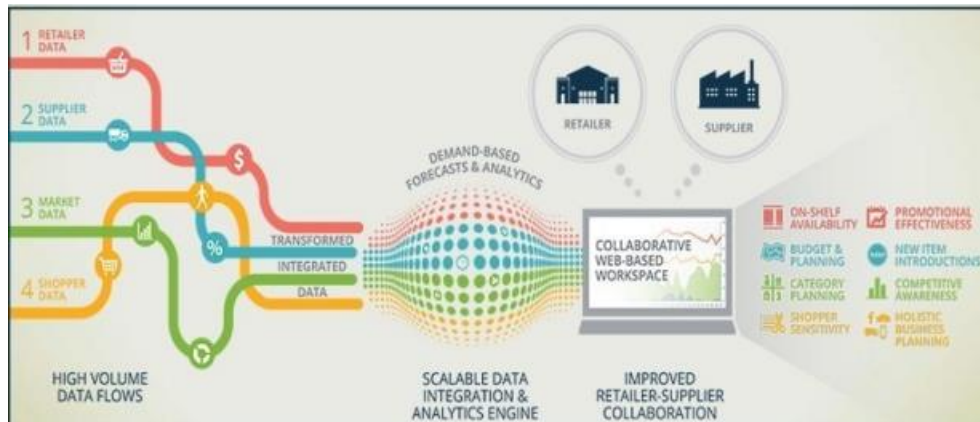 1 RETAILER
DATA
2 SUPPLIER
DATA
3 MARKET
DATA
4 SHOPPER
DATA
$
%
TRANSFORMED
INTEGRATED
DATA
HIGH VOLUME
DATA FLOWS
DEMAND-BASED
FORECASTS & ANALYTICS
SCALABLE DATA
INTEGRATION &
ANALYTICS ENGINE
RETAILER
SUPPLIER
COLLABORATIVE
WEB-BASED
WORKSPACE
IMPROVED
RETAILER-SUPPLIER
COLLABORATION
ON-SHELF
AVAILABILITY
PROMOTIONAL
EFFECTIVENESS
BUDGET &
PLANNING
NEW ITEM
INTRODUCTIONS
CATEGORY
PLANNING
COMPETITIVE
AWARENESS
SHOPPER
SENSITIVITY
HOLISTIC
BUSINESS
PLANNING